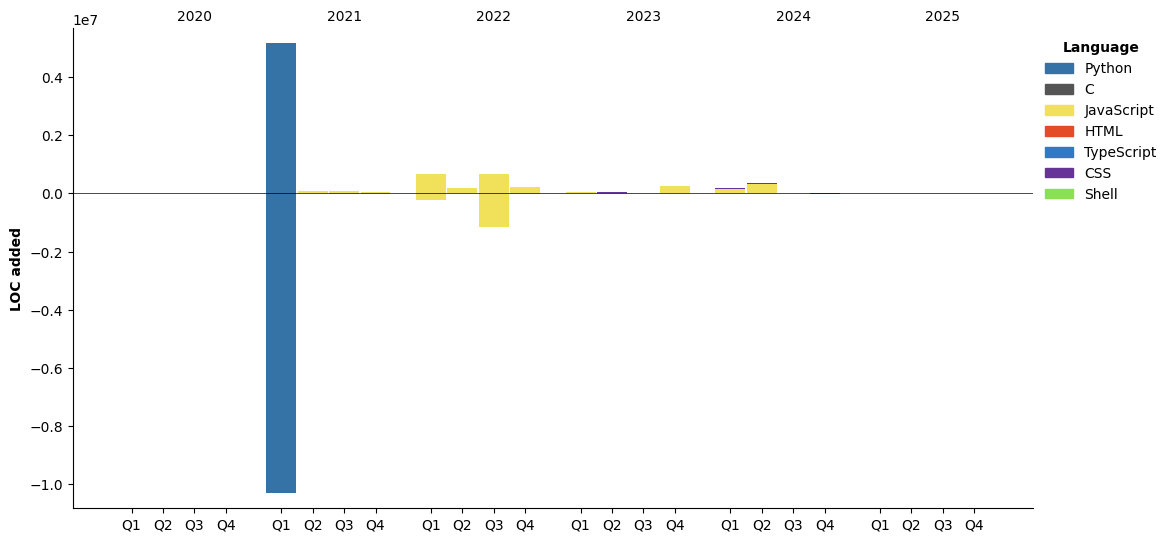 1e7
2020 2021 2022 2023 2024 2025
Language
Python
C
JavaScript
HTML
TypeScript
CSS
Shell
LOC added
0.4
0.2
0.0
−0.2
−0.4
−0.6
−0.8
−1.0
Q1 Q2 Q3 Q4 Q1 Q2 Q3 Q4 Q1 Q2 Q3 Q4 Q1 Q2 Q3 Q4 Q1 Q2 Q3 Q4 Q1 Q2 Q3 Q4